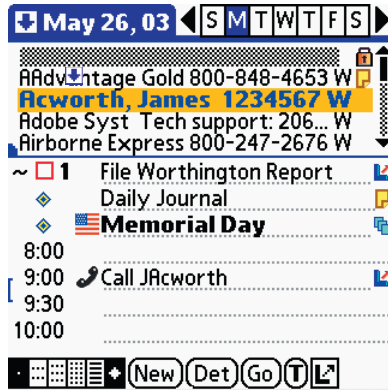 May 26, 03 S M T W T F S
AAdvantage Gold 800-848-4653 W
Acworth, James 1234567 W
Adobe Syst Tech support: 206... W
Airborne Express 800-247-2676 W
~ 1 File Worthington Report
Daily Journal
Memorial Day
8:00
9:00 Call JAcworth
9:30
10:00
New Det Go T